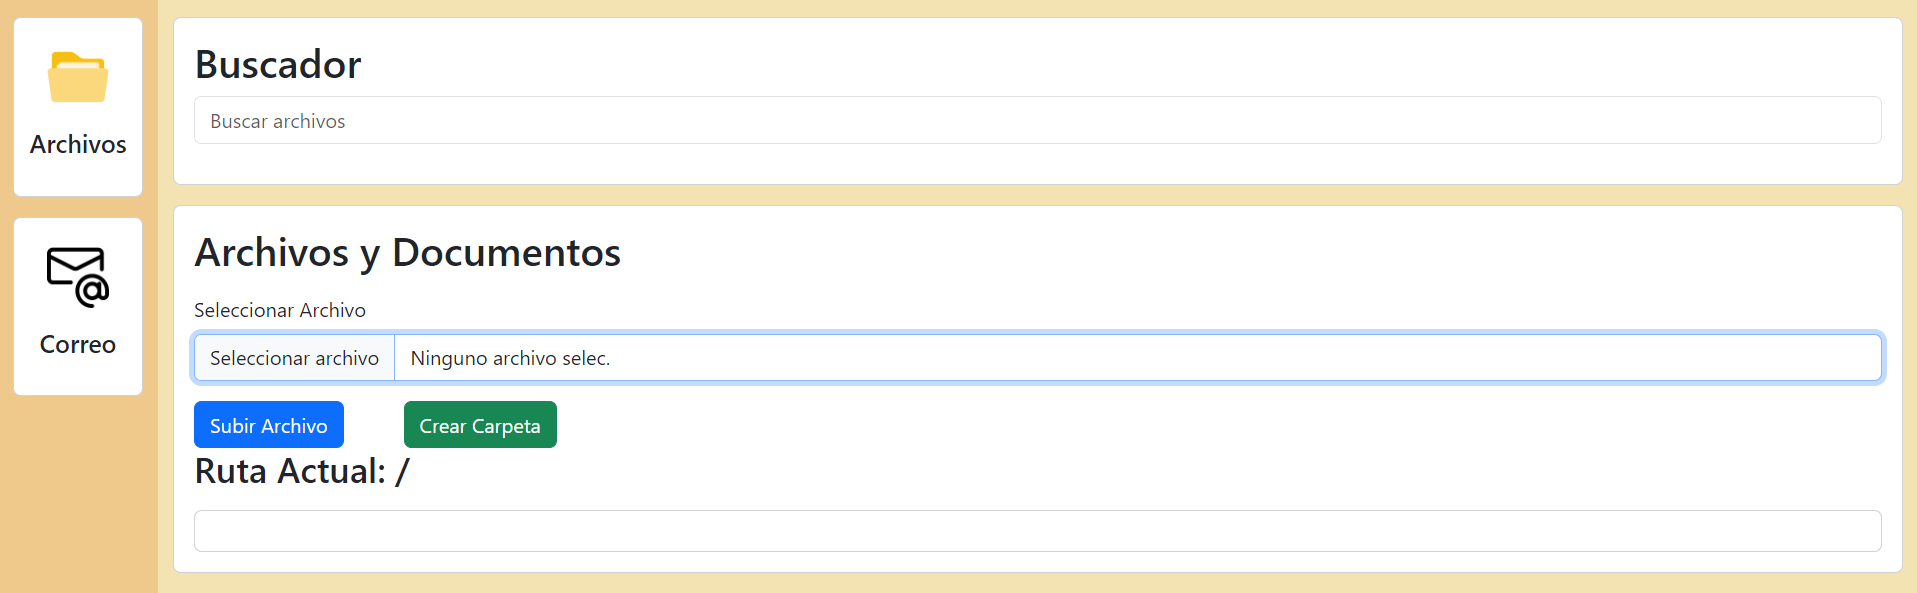 Archivos
Correo
Buscador
Buscar archivos
Archivos y Documentos
Seleccionar Archivo
Seleccionar archivo Ninguno archivo selec.
Subir Archivo Crear Carpeta
Ruta Actual: /